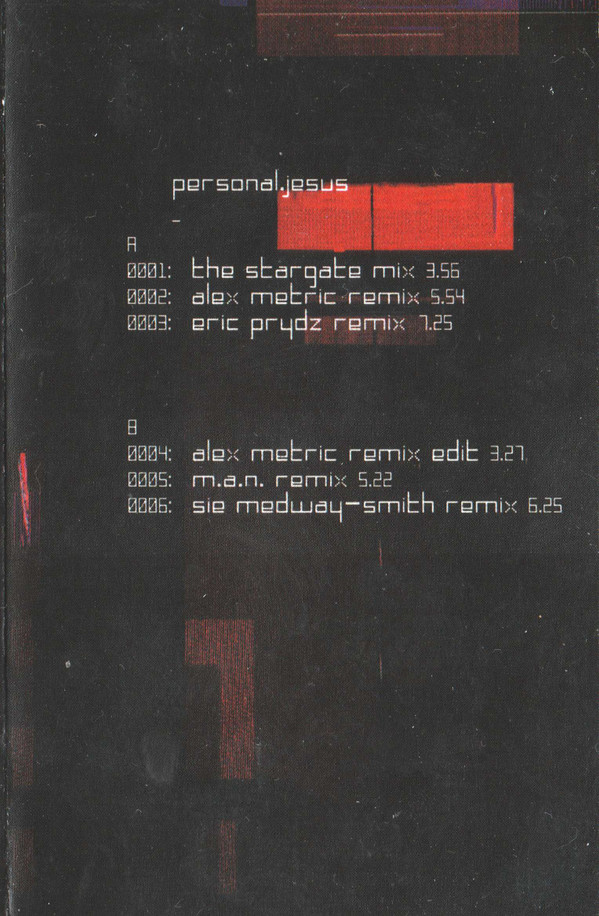 personal.jesus
_
A
0001: the stargate mix 3.56
0002: alex metric remix 5.54
0003: eric prydz remix 7.25
B
0004: alex metric remix edit 3.27
0005: m.a.n. remix 5.22
0006: sie medway-smith remix 6.25